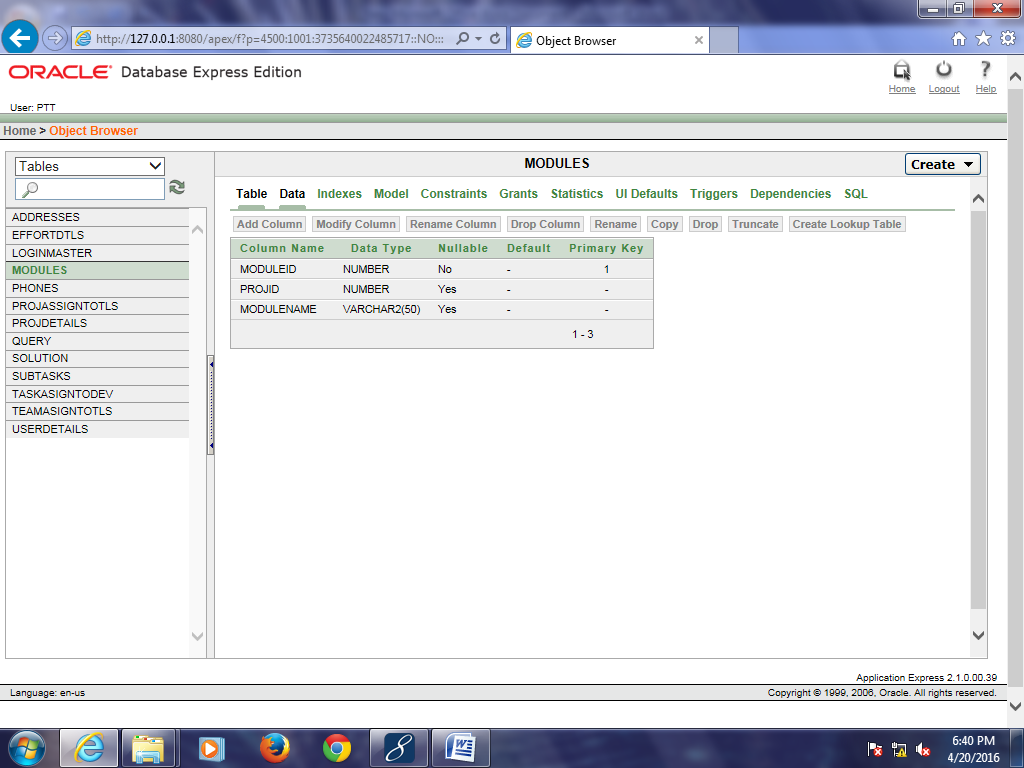 http://127.0.0.1:8080/apex/f?p=4500:1001:3735640022485717::NO:::
Object Browser
ORACLE® Database Express Edition
Home
Logout
Help
User: PTT
Home > Object Browser
Tables
MODULES
Create
Table Data Indexes Model Constraints Grants Statistics UI Defaults Triggers Dependencies SQL
Add Column Modify Column Rename Column Drop Column Rename Copy Drop Truncate Create Lookup Table
ADDRESSES
EFFORTDTLS
LOGINMASTER
MODULES
PHONES
PROJASSIGNTOTLS
PROJDETAILS
QUERY
SOLUTION
SUBTASKS
TASKASIGNTODEV
TEAMASIGNTOTLS
USERDETAILS
Column Name Data Type Nullable Default Primary Key
MODULEID NUMBER No - 1
PROJID NUMBER Yes - -
MODULENAME VARCHAR2(50) Yes - -
1 - 3
Application Express 2.1.0.00.39
Language: en-us
Copyright © 1999, 2006, Oracle. All rights reserved.
6:40 PM
4/20/2016